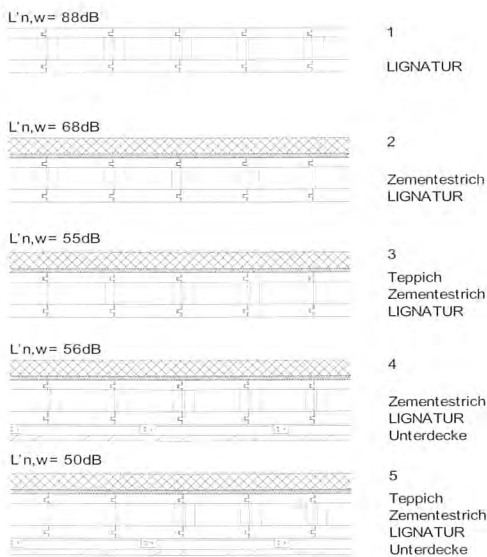 L'n,w= 88dB
1
LIGNATUR
L'n,w= 68dB
2
Zementestrich
LIGNATUR
L'n,w= 55dB
3
Teppich
Zementestrich
LIGNATUR
L'n,w= 56dB
4
Zementestrich
LIGNATUR
Unterdecke
L'n,w= 50dB
5
Teppich
Zementestrich
LIGNATUR
Unterdecke